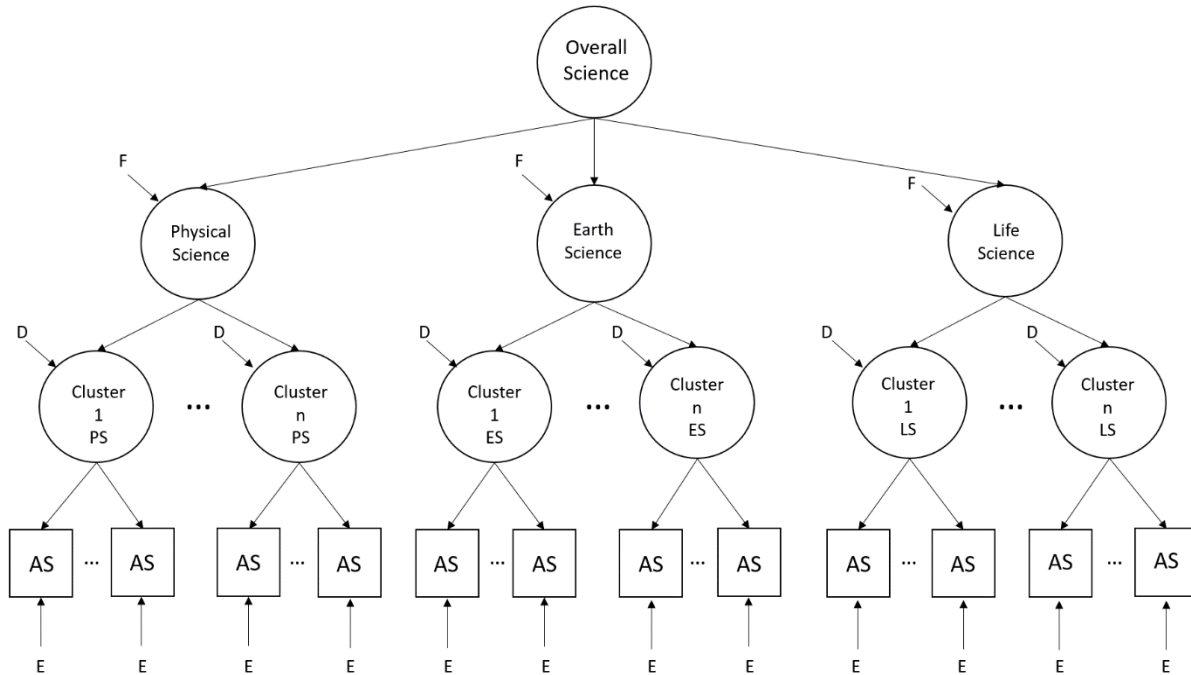 Overall
Science
F
F
F
Physical
Science
Earth
Science
Life
Science
D
D
D
D
D
D
Cluster
1
PS
...
Cluster
n
PS
Cluster
1
ES
...
Cluster
n
ES
Cluster
1
LS
...
Cluster
n
LS
AS ... AS AS ... AS AS ... AS AS ... AS AS ... AS AS ... AS
E E E E E E E E E E E E